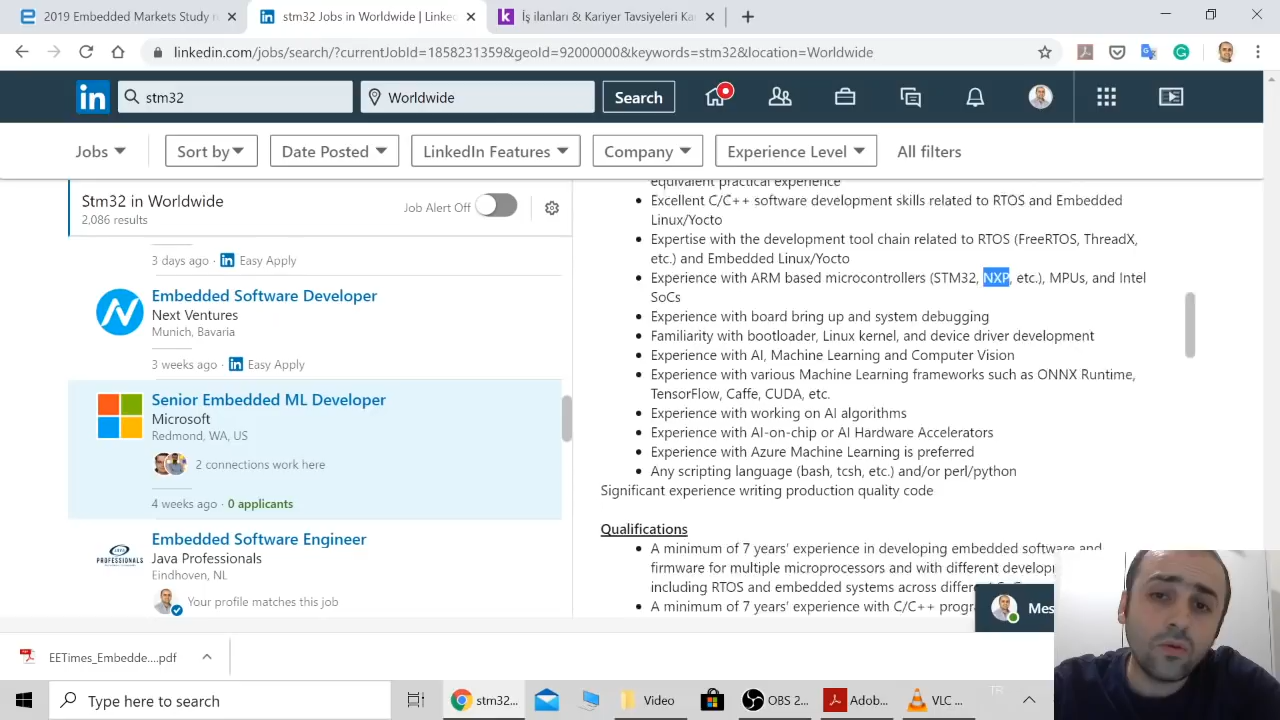 2019 Embedded Markets Study r
stm32 Jobs in Worldwide | Linke
İş ilanları & Kariyer Tavsiyeleri Ka
linkedin.com/jobs/search/?currentJobId=1858231359&geoId=92000000&keywords=stm32&location=Worldwide
in
stm32
Worldwide
Search
Jobs
Sort by
Date Posted
LinkedIn Features
Company
Experience Level
All filters
Stm32 in Worldwide
2,086 results
Job Alert Off
3 days ago · in Easy Apply
Embedded Software Developer
Next Ventures
Munich, Bavaria
3 weeks ago · in Easy Apply
Senior Embedded ML Developer
Microsoft
Redmond, WA, US
2 connections work here
4 weeks ago · 0 applicants
Embedded Software Engineer
Java Professionals
PROFESSIONALS
Eindhoven, NL
Your profile matches this job
equivalent practical experience
• Excellent C/C++ software development skills related to RTOS and Embedded
Linux/Yocto
• Expertise with the development tool chain related to RTOS (FreeRTOS, ThreadX,
etc.) and Embedded Linux/Yocto
• Experience with ARM based microcontrollers (STM32, NXP, etc.), MPUs, and Intel
SoCs
• Experience with board bring up and system debugging
• Familiarity with bootloader, Linux kernel, and device driver development
• Experience with AI, Machine Learning and Computer Vision
• Experience with various Machine Learning frameworks such as ONNX Runtime,
TensorFlow, Caffe, CUDA, etc.
• Experience with working on AI algorithms
• Experience with AI-on-chip or AI Hardware Accelerators
• Experience with Azure Machine Learning is preferred
• Any scripting language (bash, tcsh, etc.) and/or perl/python
Significant experience writing production quality code
Qualifications
• A minimum of 7 years' experience in developing embedded software and
firmware for multiple microprocessors and with different develop
including RTOS and embedded systems across differe
• A minimum of 7 years' experience with C/C++ prog
Mes
EETimes_Embedde....pdf
Type here to search
stm32...
Video
OBS 2...
Adob...
VLC ...
TR